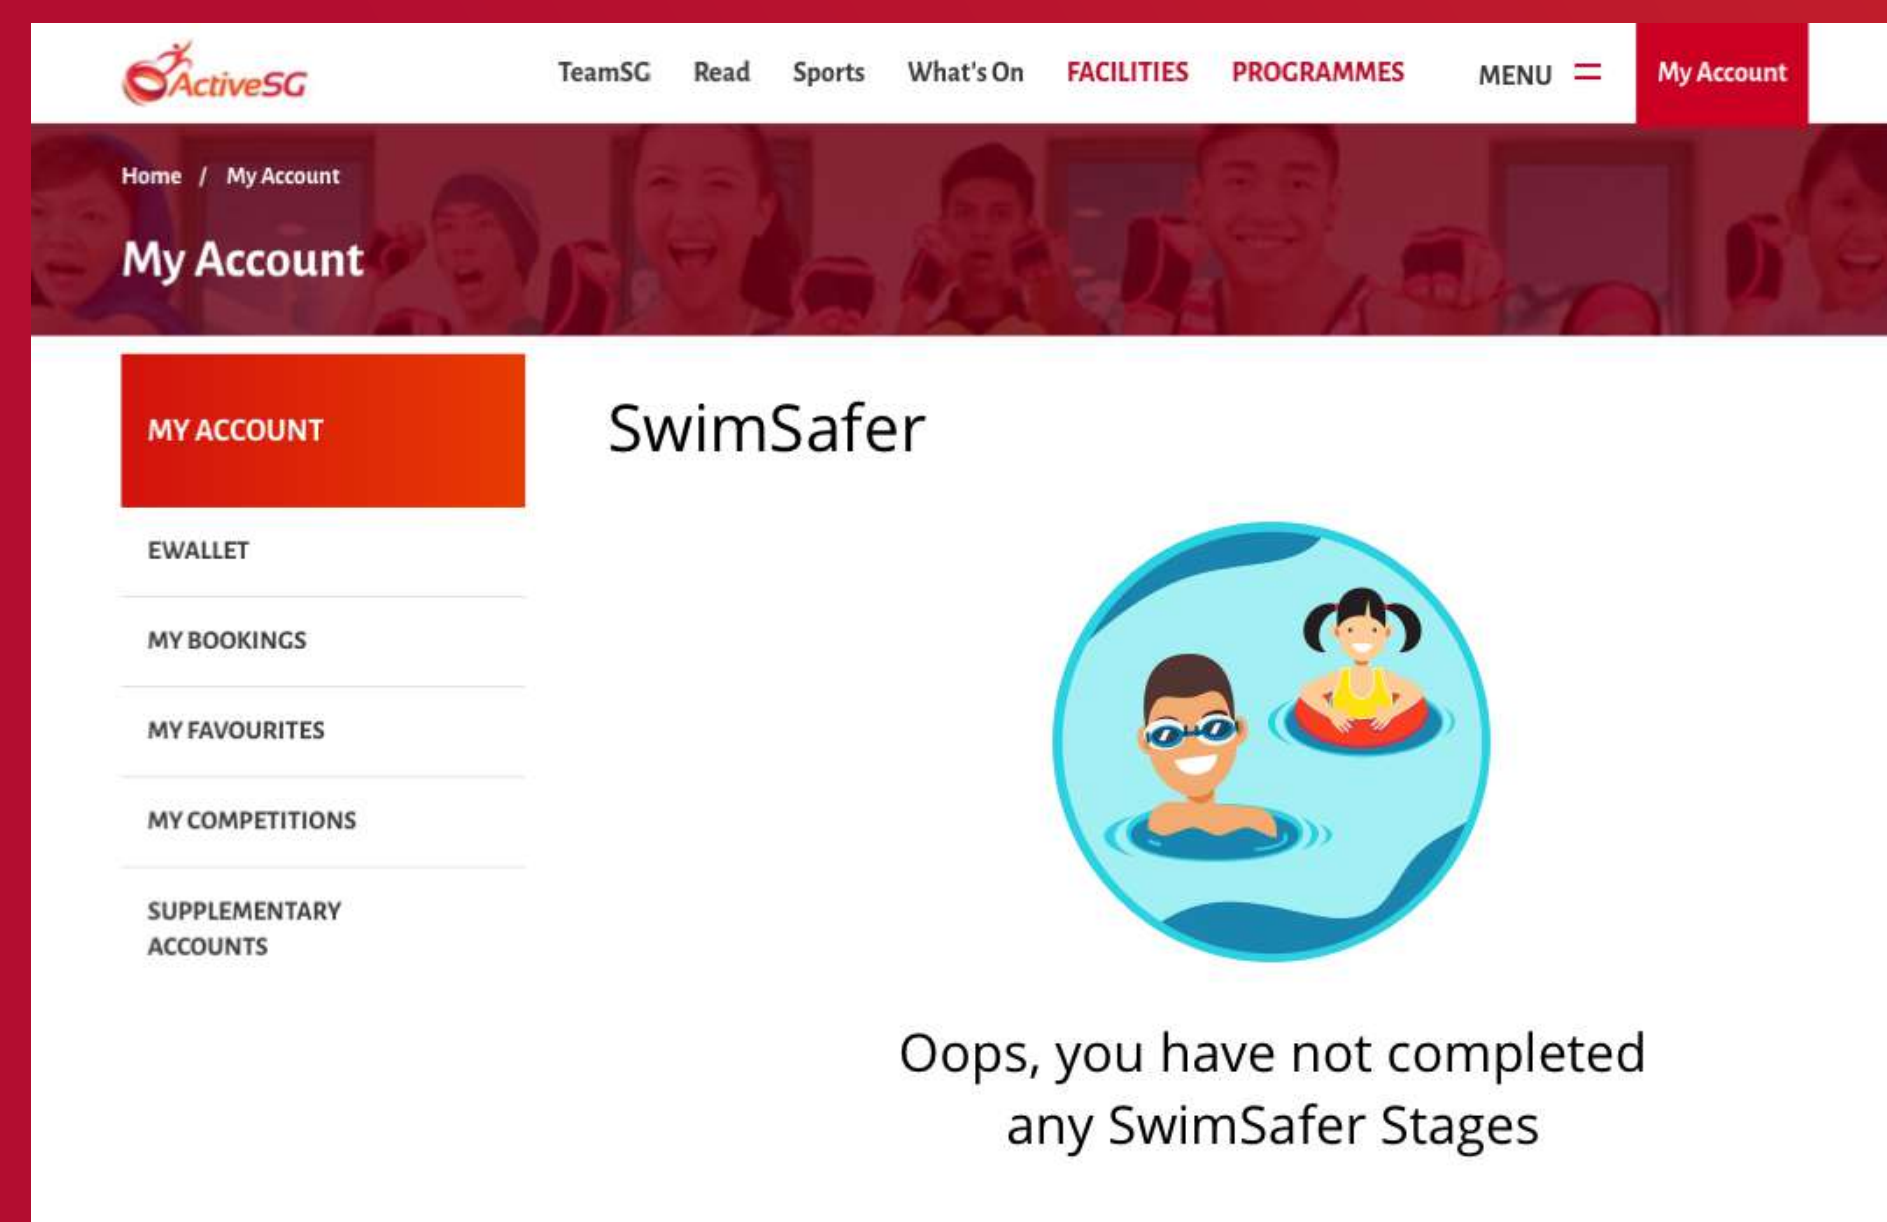 ActiveSG
TeamSG Read Sports What's On FACILITIES PROGRAMMES MENU My Account
Home / My Account
My Account
MY ACCOUNT
EWALLET
MY BOOKINGS
MY FAVOURITES
MY COMPETITIONS
SUPPLEMENTARY
ACCOUNTS
SwimSafer
Oops, you have not completed
any SwimSafer Stages